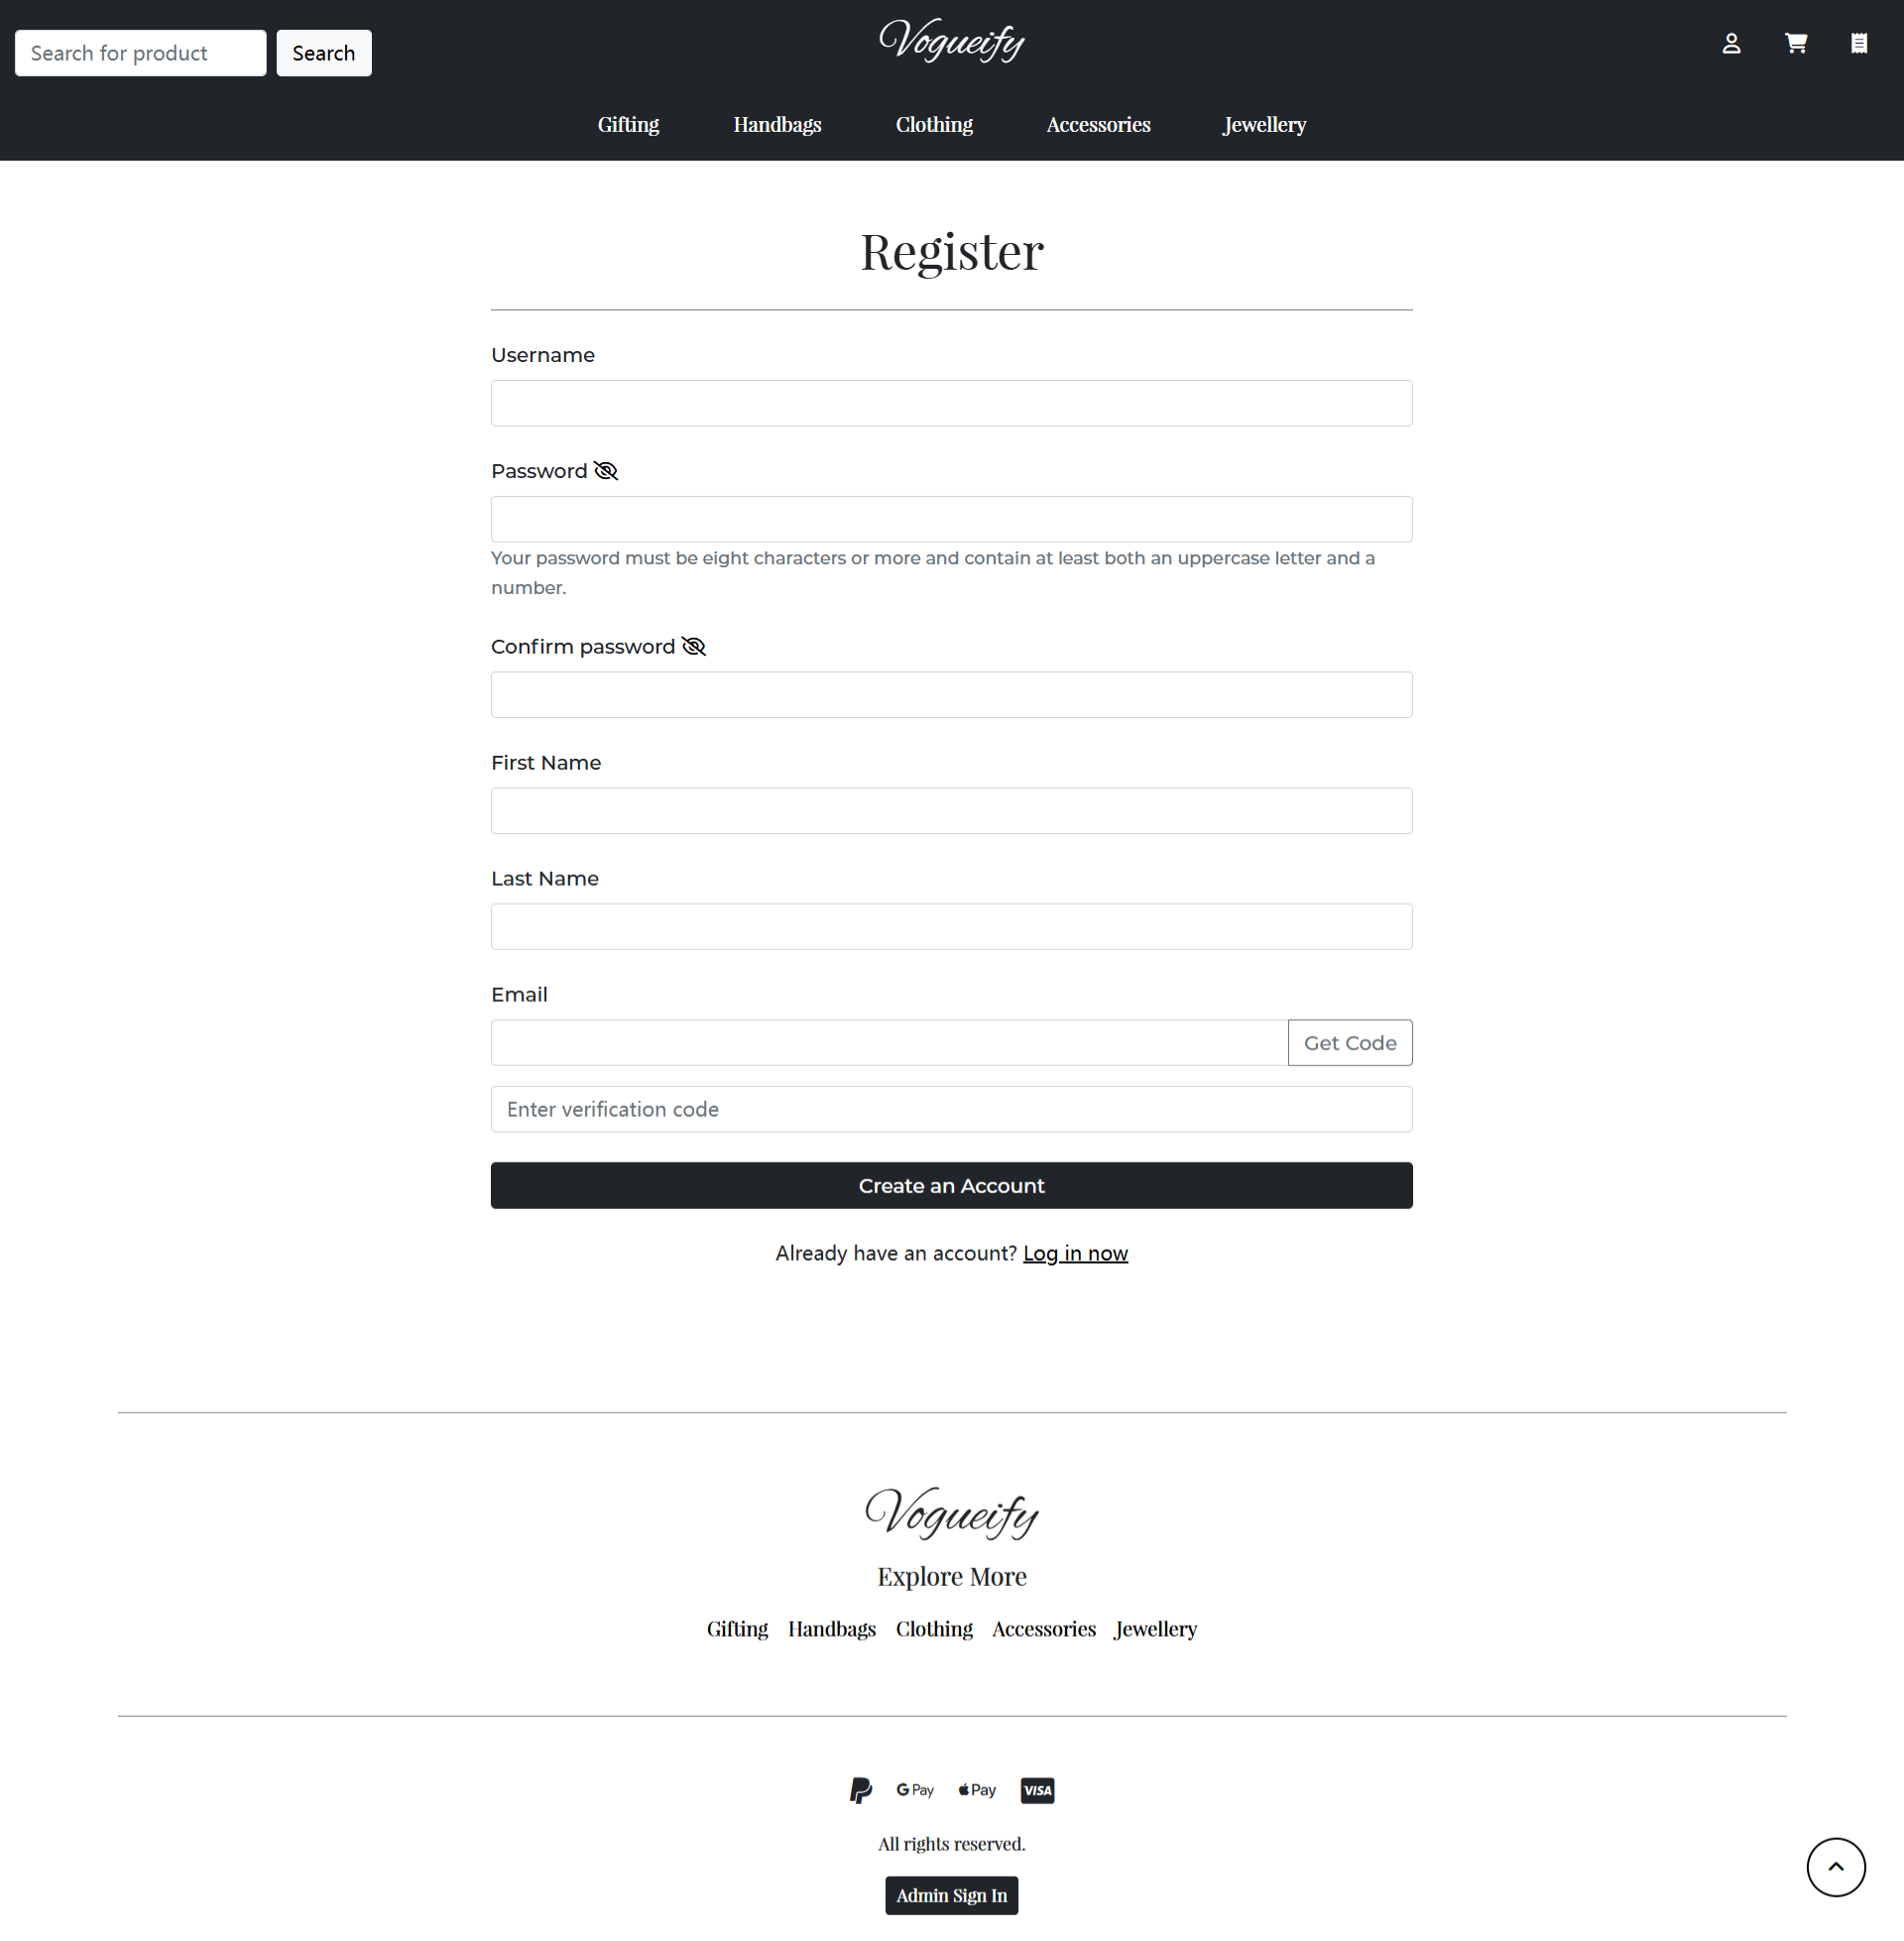 Search for product
Search
Vogueify
Gifting Handbags Clothing Accessories Jewellery
Register
Username
Password
Your password must be eight characters or more and contain at least both an uppercase letter and a
number.
Confirm password
First Name
Last Name
Email
Get Code
Enter verification code
Create an Account
Already have an account? Log in now
Vogueify
Explore More
Gifting Handbags Clothing Accessories Jewellery
G Pay Pay VISA
All rights reserved.
Admin Sign In